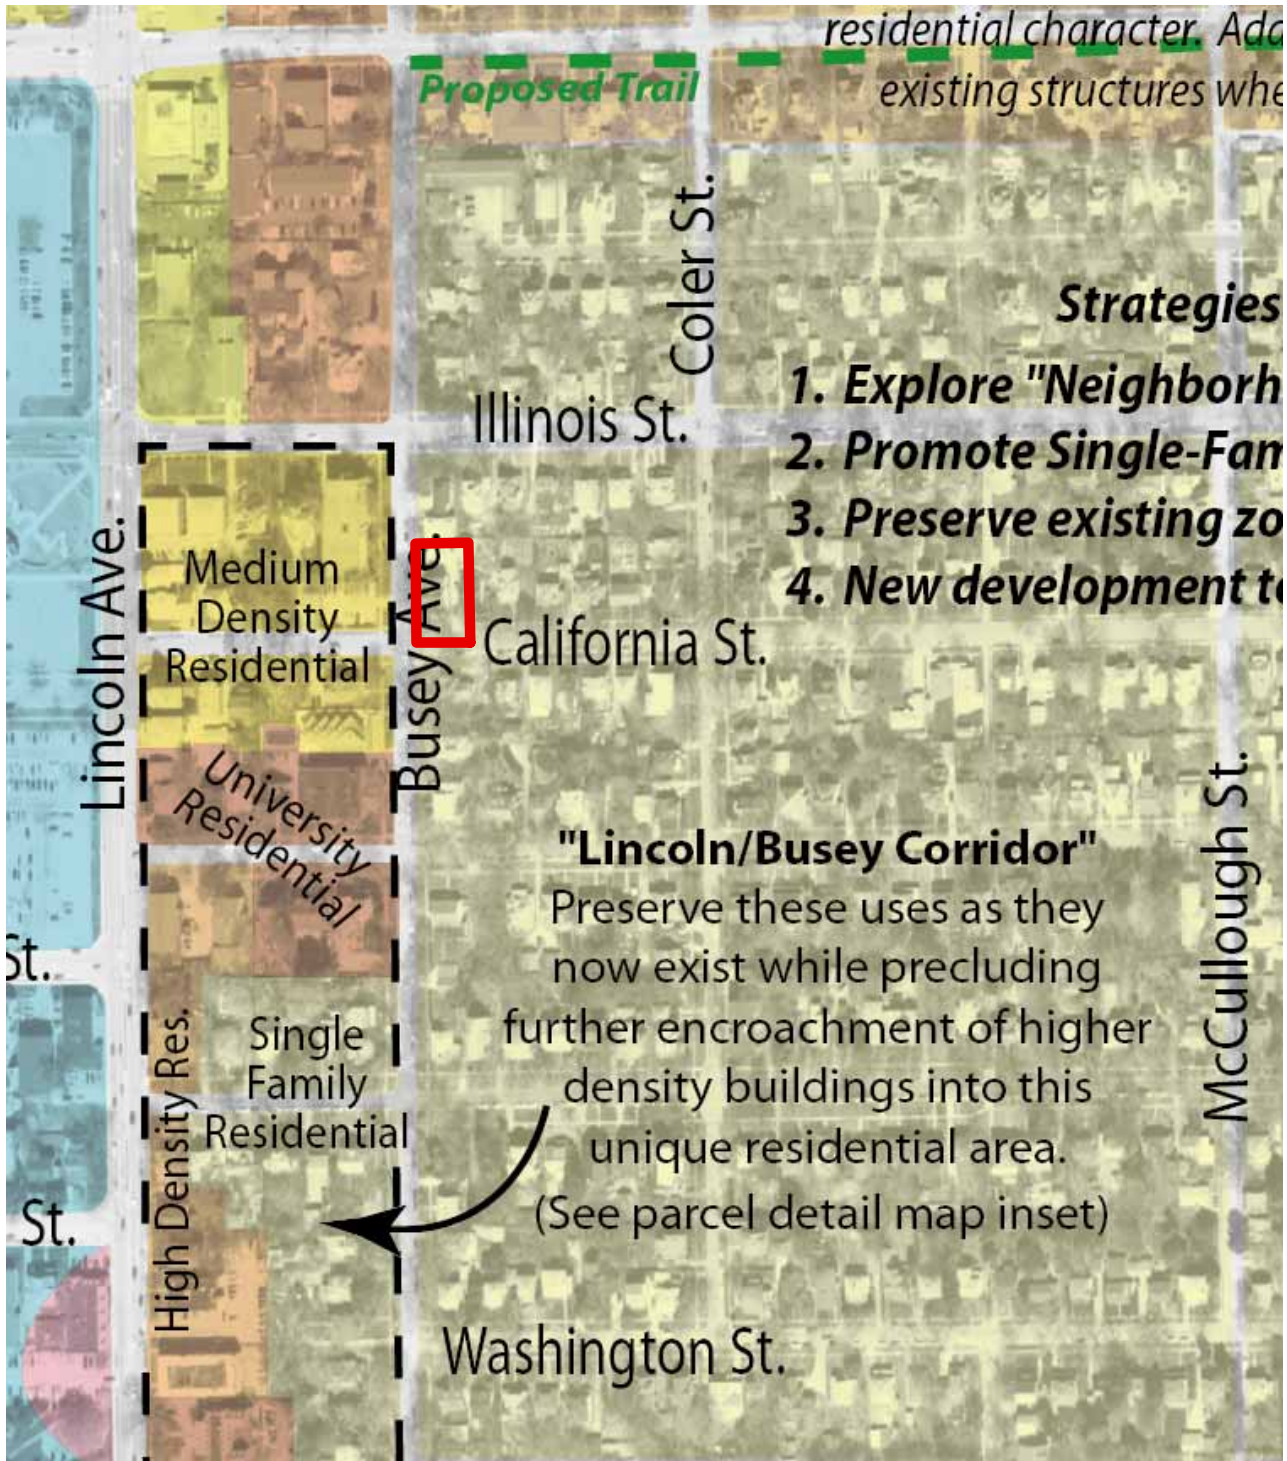 residential character. Ada
existing structures whe
Proposed Trail
Coler St.
Strategies
1. Explore "Neighborh
2. Promote Single-Fam
3. Preserve existing zo
4. New development to
Illinois St.
Lincoln Ave.
Medium
Density
Residential
Busey Ave.
California St.
University
Residential
McCullough St.
"Lincoln/Busey Corridor"
Preserve these uses as they
now exist while precluding
further encroachment of higher
density buildings into this
unique residential area.
(See parcel detail map inset)
St.
Single
Family
Residential
High Density Res.
St.
Washington St.